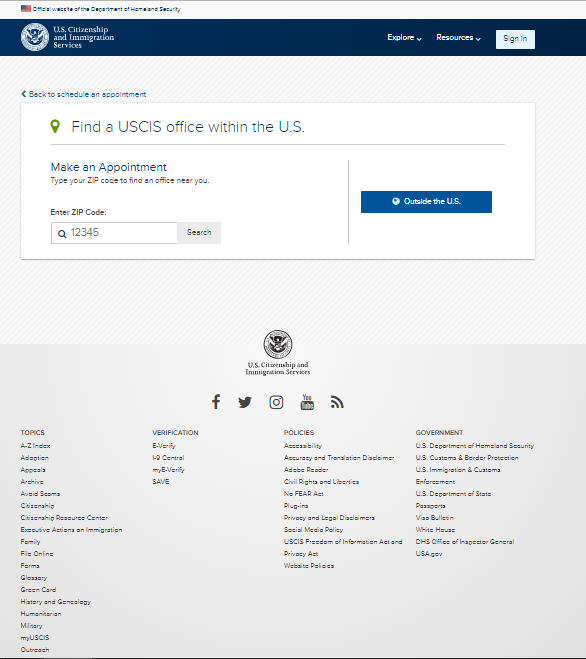 Official website of the Department of Homeland Security
U.S. Citizenship
and Immigration
Services
Explore
Resources
Sign In
Back to schedule an appointment
Find a USCIS office within the U.S.
Make an Appointment
Type your ZIP code to find an office near you.
Outside the U.S.
Enter ZIP Code:
12345
Search
U.S. Citizenship and
Immigration Services
You
Tube
TOPICS
A-Z Index
Adoption
Appeals
Archive
Avoid Scams
Citizenship
Citizenship Resource Center
Executive Actions on Immigration
Family
File Online
Forms
Glossary
Green Card
History and Genealogy
Humanitarian
Military
myUSCIS
Outreach
VERIFICATION
E-Verify
I-9 Central
myE-Verify
SAVE
POLICIES
Accessibility
Accuracy and Translation Disclaimer
Adobe Reader
Civil Rights and Liberties
No FEAR Act
Plug-ins
Privacy and Legal Disclaimers
Social Media Policy
USCIS Freedom of Information Act and
Privacy Act
Website Policies
GOVERNMENT
U.S. Department of Homeland Security
U.S. Customs & Border Protection
U.S. Immigration & Customs
Enforcement
U.S. Department of State
Passports
Visa Bulletin
White House
DHS Office of Inspector General
USA.gov